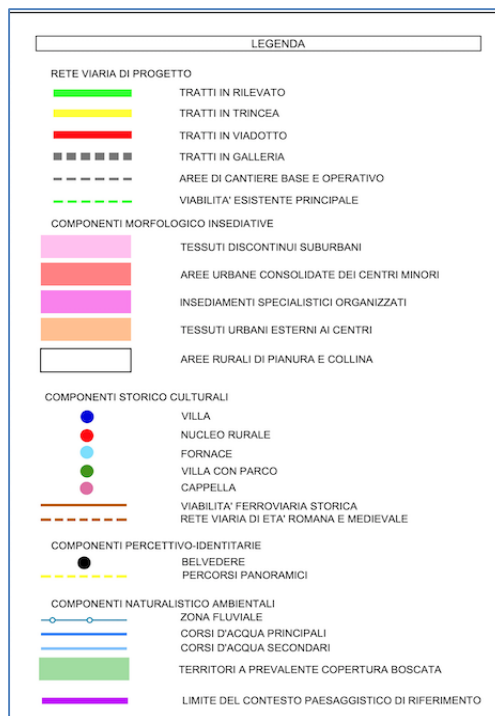 LEGENDA
RETE VIARIA DI PROGETTO
TRATTI IN RILEVATO
TRATTI IN TRINCEA
TRATTI IN VIADOTTO
TRATTI IN GALLERIA
AREE DI CANTIERE BASE E OPERATIVO
VIABILITA' ESISTENTE PRINCIPALE
COMPONENTI MORFOLOGICO INSEDIATIVE
TESSUTI DISCONTINUI SUBURBANI
AREE URBANE CONSOLIDATE DEI CENTRI MINORI
INSEDIAMENTI SPECIALISTICI ORGANIZZATI
TESSUTI URBANI ESTERNI AI CENTRI
AREE RURALI DI PIANURA E COLLINA
COMPONENTI STORICO CULTURALI
VILLA
NUCLEO RURALE
FORNACE
VILLA CON PARCO
CAPPELLA
VIABILITA' FERROVIARIA STORICA
RETE VIARIA DI ETA' ROMANA E MEDIEVALE
COMPONENTI PERCETTIVO-IDENTITARIE
BELVEDERE
PERCORSI PANORAMICI
COMPONENTI NATURALISTICO AMBIENTALI
ZONA FLUVIALE
CORSI D'ACQUA PRINCIPALI
CORSI D'ACQUA SECONDARI
TERRITORI A PREVALENTE COPERTURA BOSCATA
LIMITE DEL CONTESTO PAESAGGISTICO DI RIFERIMENTO